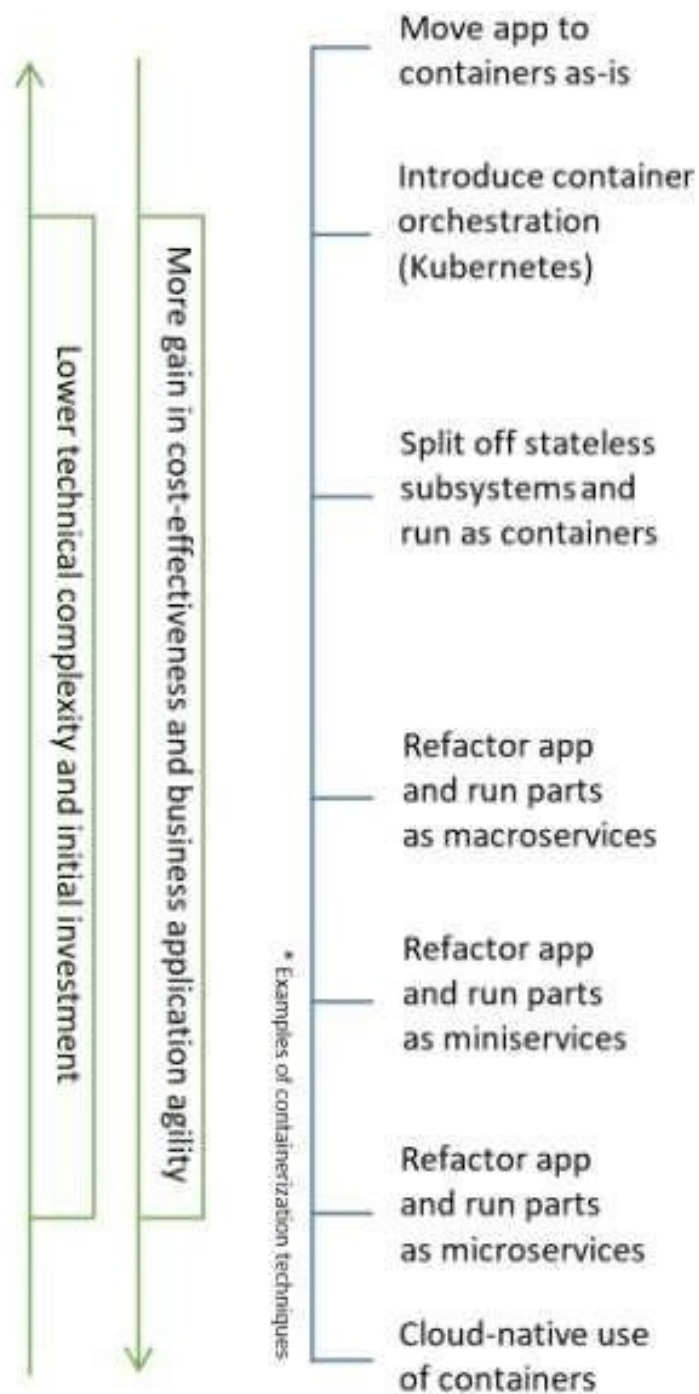 Move app to
containers as-is
Introduce container
orchestration
(Kubernetes)
Split off stateless
subsystems and
run as containers
Refactor app
and run parts
as macroservices
Refactor app
and run parts
as miniservices
Refactor app
and run parts
as microservices
Cloud-native use
of containers
Lower technical complexity and initial investment
More gain in cost-effectiveness and business application agility
* Examples of containerization techniques